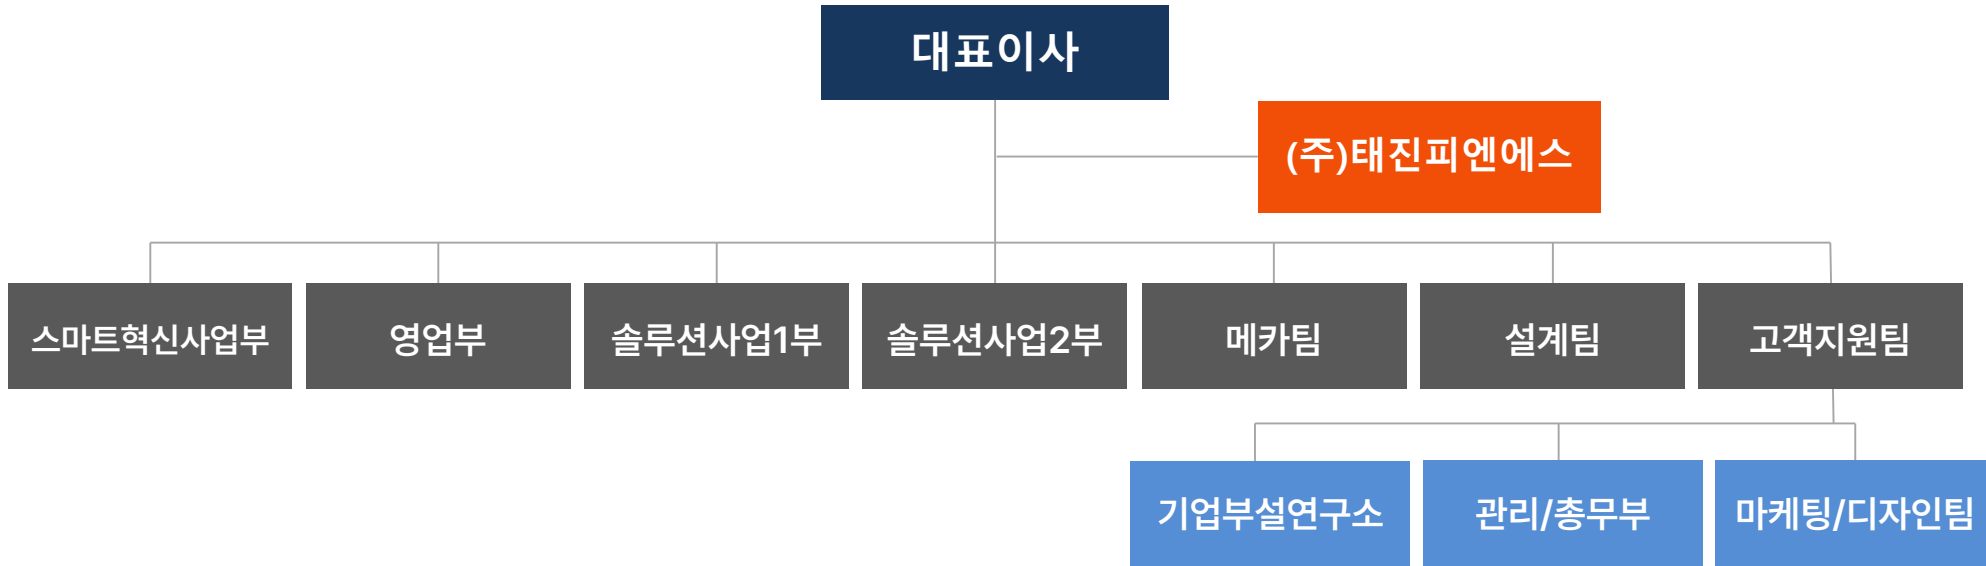 대표이사
(주)태진피엔에스
스마트혁신사업부
영업부
솔루션사업1부
솔루션사업2부
메카팀
설계팀
고객지원팀
기업부설연구소
관리/총무부
마케팅/디자인팀